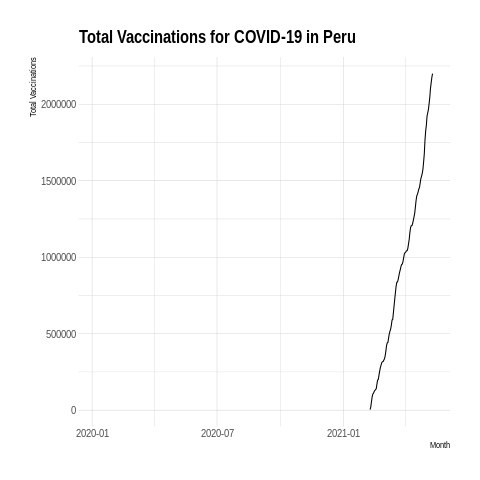 Total Vaccinations for COVID-19 in Peru
Total Vaccinations
2000000
1500000
1000000
500000
0
2020-01 2020-07 2021-01
Month